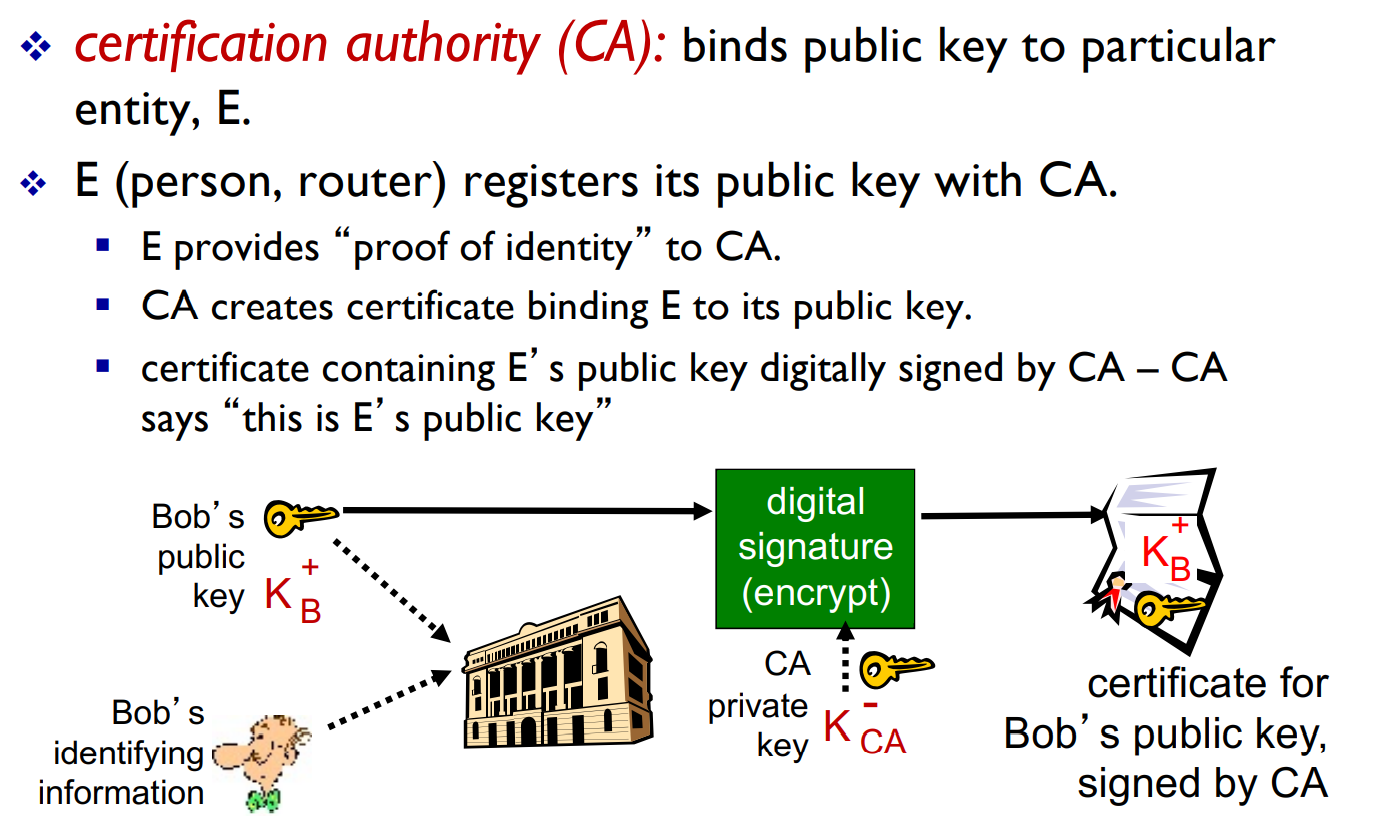 ❖ certification authority (CA): binds public key to particular
entity, E.
❖ E (person, router) registers its public key with CA.
▪ E provides “proof of identity” to CA.
▪ CA creates certificate binding E to its public key.
▪ certificate containing E’s public key digitally signed by CA – CA
says “this is E’s public key”
Bob’s
public
key
K B +
Bob’s
identifying
information
digital
signature
(encrypt)
CA
private
key
K CA -
K B +
certificate for
Bob’s public key,
signed by CA